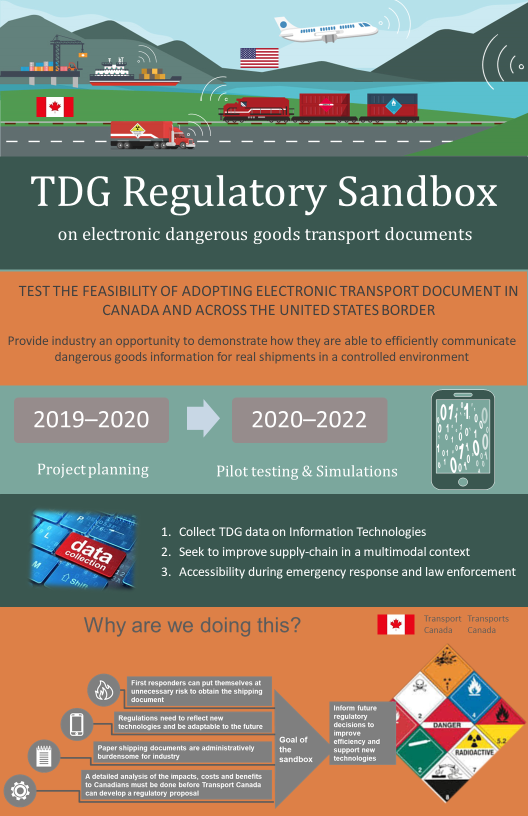 TDG Regulatory Sandbox
on electronic dangerous goods transport documents
TEST THE FEASIBILITY OF ADOPTING ELECTRONIC TRANSPORT DOCUMENT IN
CANADA AND ACROSS THE UNITED STATES BORDER
Provide industry an opportunity to demonstrate how they are able to efficiently communicate
dangerous goods information for real shipments in a controlled environment
2019–2020
2020–2022
Project planning
Pilot testing & Simulations
data
collection
Shift
1. Collect TDG data on Information Technologies
2. Seek to improve supply-chain in a multimodal context
3. Accessibility during emergency response and law enforcement
Why are we doing this?
Transport Transports
Canada Canada
First responders can put themselves at
unnecessary risk to obtain the shipping
document
Regulations need to reflect new
technologies and be adaptable to the future
Paper shipping documents are administratively
burdensome for industry
A detailed analysis of the impacts, costs and benefits
to Canadians must be done before Transport Canada
can develop a regulatory proposal
Goal of
the
sandbox
Inform future
regulatory
decisions to
improve
efficiency and
support new
technologies
DANGER
RADIOACTIVE
5.2